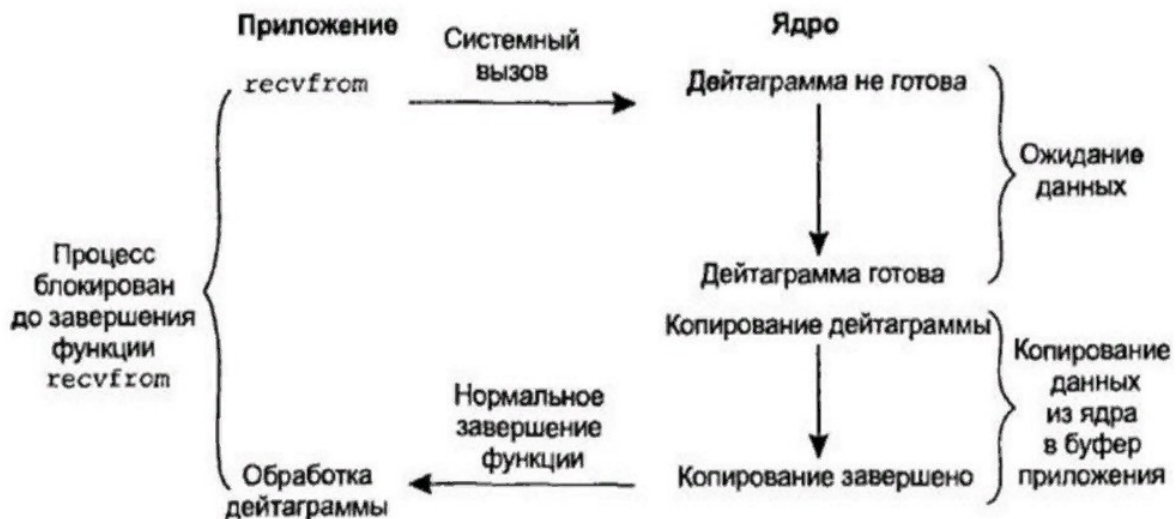 Приложение
Ядро
recvfrom
Системный
вызов
Дейтаграмма не готова
Ожидание
данных
Процесс
блокирован
до завершения
функции
recvfrom
Дейтаграмма готова
Копирование дейтаграммы
Копирование
данных
из ядра
в буфер
приложения
Нормальное
завершение
функции
Копирование завершено
Обработка
дейтаграммы